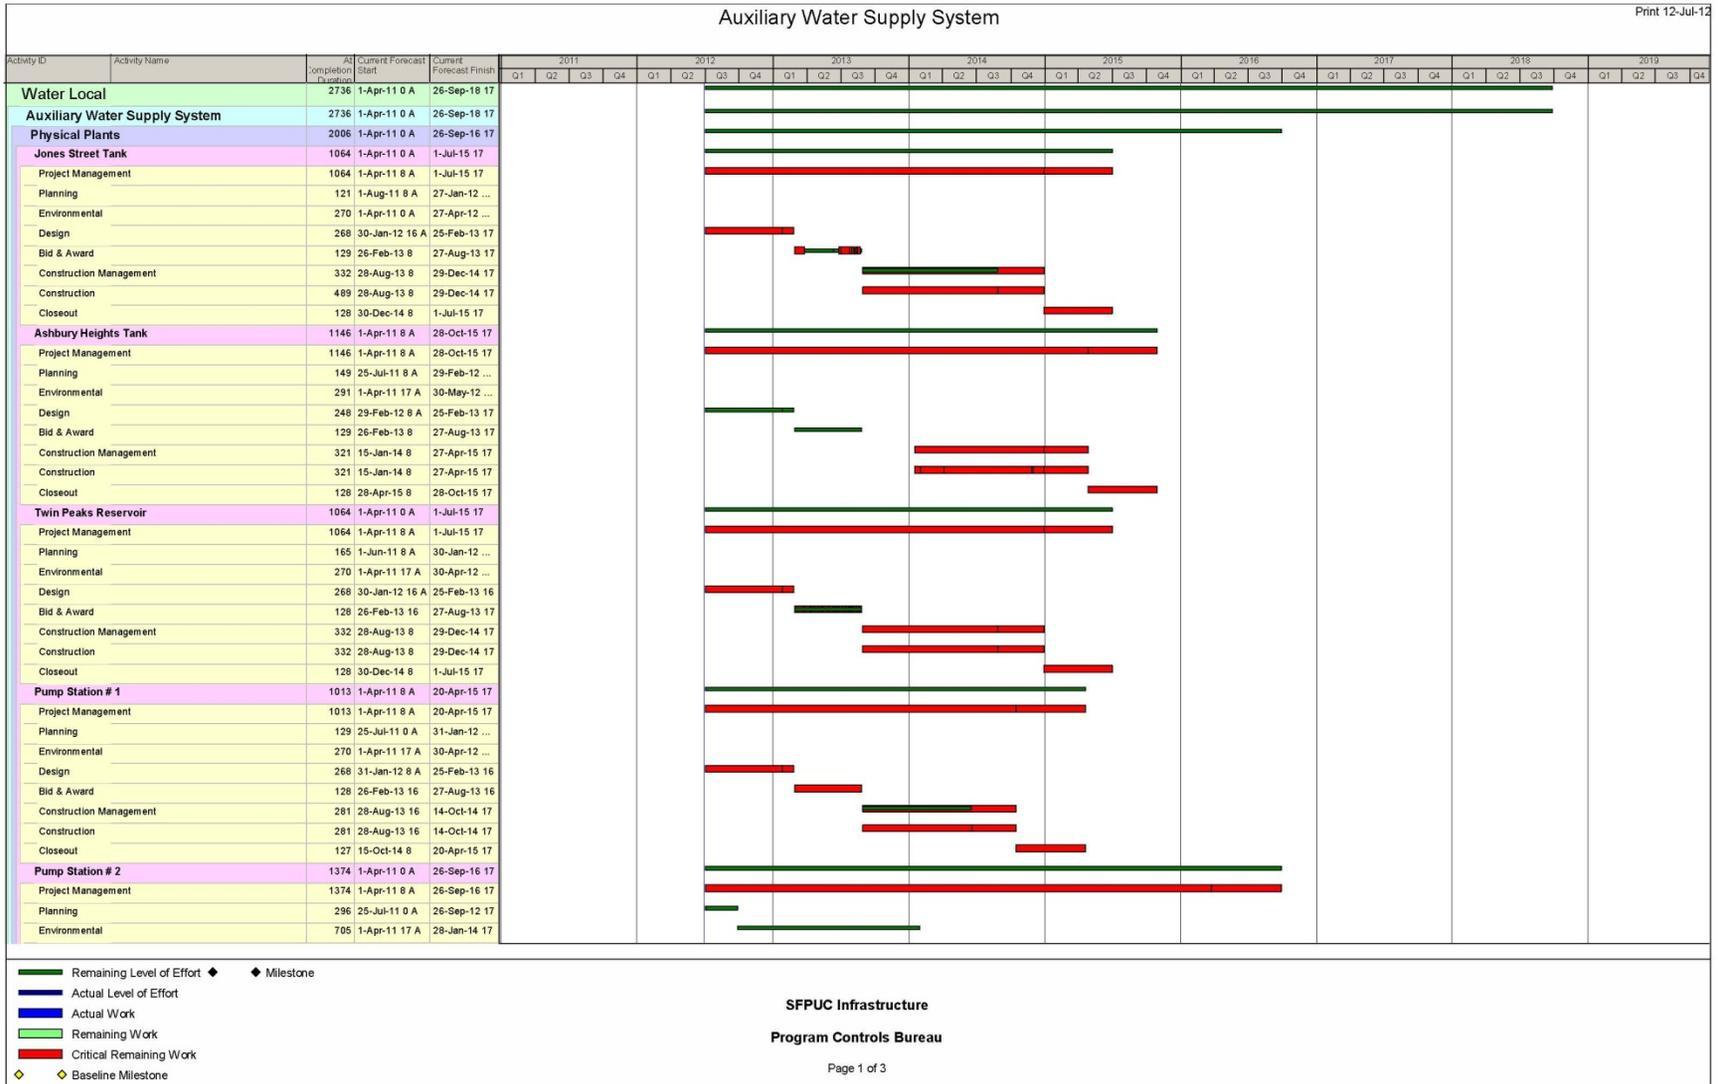 Auxiliary Water Supply System
Print 12-Jul-12
Activity ID Activity Name At Completion Duration Current Forecast Start Current Forecast Finish
2011 2012 2013 2014 2015 2016 2017 2018 2019
Q1 Q2 Q3 Q4 Q1 Q2 Q3 Q4 Q1 Q2 Q3 Q4 Q1 Q2 Q3 Q4 Q1 Q2 Q3 Q4 Q1 Q2 Q3 Q4 Q1 Q2 Q3 Q4 Q1 Q2 Q3 Q4 Q1 Q2 Q3 Q4
Water Local 2736 1-Apr-11 0 A 26-Sep-18 17
Auxiliary Water Supply System 2736 1-Apr-11 0 A 26-Sep-18 17
Physical Plants 2006 1-Apr-11 0 A 26-Sep-16 17
Jones Street Tank 1064 1-Apr-11 0 A 1-Jul-15 17
Project Management 1064 1-Apr-11 8 A 1-Jul-15 17
Planning 121 1-Aug-11 8 A 27-Jan-12 ...
Environmental 270 1-Apr-11 0 A 27-Apr-12 ...
Design 268 30-Jan-12 16 A 25-Feb-13 17
Bid & Award 129 26-Feb-13 8 27-Aug-13 17
Construction Management 332 28-Aug-13 8 29-Dec-14 17
Construction 489 28-Aug-13 8 29-Dec-14 17
Closeout 128 30-Dec-14 8 1-Jul-15 17
Ashbury Heights Tank 1146 1-Apr-11 8 A 28-Oct-15 17
Project Management 1146 1-Apr-11 8 A 28-Oct-15 17
Planning 149 25-Jul-11 8 A 29-Feb-12 ...
Environmental 291 1-Apr-11 17 A 30-May-12 ...
Design 248 29-Feb-12 8 A 25-Feb-13 17
Bid & Award 129 26-Feb-13 8 27-Aug-13 17
Construction Management 321 15-Jan-14 8 27-Apr-15 17
Construction 321 15-Jan-14 8 27-Apr-15 17
Closeout 128 28-Apr-15 8 28-Oct-15 17
Twin Peaks Reservoir 1064 1-Apr-11 0 A 1-Jul-15 17
Project Management 1064 1-Apr-11 8 A 1-Jul-15 17
Planning 165 1-Jun-11 8 A 30-Jan-12 ...
Environmental 270 1-Apr-11 17 A 30-Apr-12 ...
Design 268 30-Jan-12 16 A 25-Feb-13 16
Bid & Award 128 26-Feb-13 16 27-Aug-13 17
Construction Management 332 28-Aug-13 8 29-Dec-14 17
Construction 332 28-Aug-13 8 29-Dec-14 17
Closeout 128 30-Dec-14 8 1-Jul-15 17
Pump Station # 1 1013 1-Apr-11 8 A 20-Apr-15 17
Project Management 1013 1-Apr-11 8 A 20-Apr-15 17
Planning 129 25-Jul-11 0 A 31-Jan-12 ...
Environmental 270 1-Apr-11 17 A 30-Apr-12 ...
Design 268 31-Jan-12 8 A 25-Feb-13 16
Bid & Award 128 26-Feb-13 16 27-Aug-13 16
Construction Management 281 28-Aug-13 16 14-Oct-14 17
Construction 281 28-Aug-13 16 14-Oct-14 17
Closeout 127 15-Oct-14 8 20-Apr-15 17
Pump Station # 2 1374 1-Apr-11 0 A 26-Sep-16 17
Project Management 1374 1-Apr-11 8 A 26-Sep-16 17
Planning 296 25-Jul-11 0 A 26-Sep-12 17
Environmental 705 1-Apr-11 17 A 28-Jan-14 17
Remaining Level of Effort Milestone
Actual Level of Effort
Actual Work
Remaining Work
Critical Remaining Work
Baseline Milestone
SFPUC Infrastructure
Program Controls Bureau
Page 1 of 3